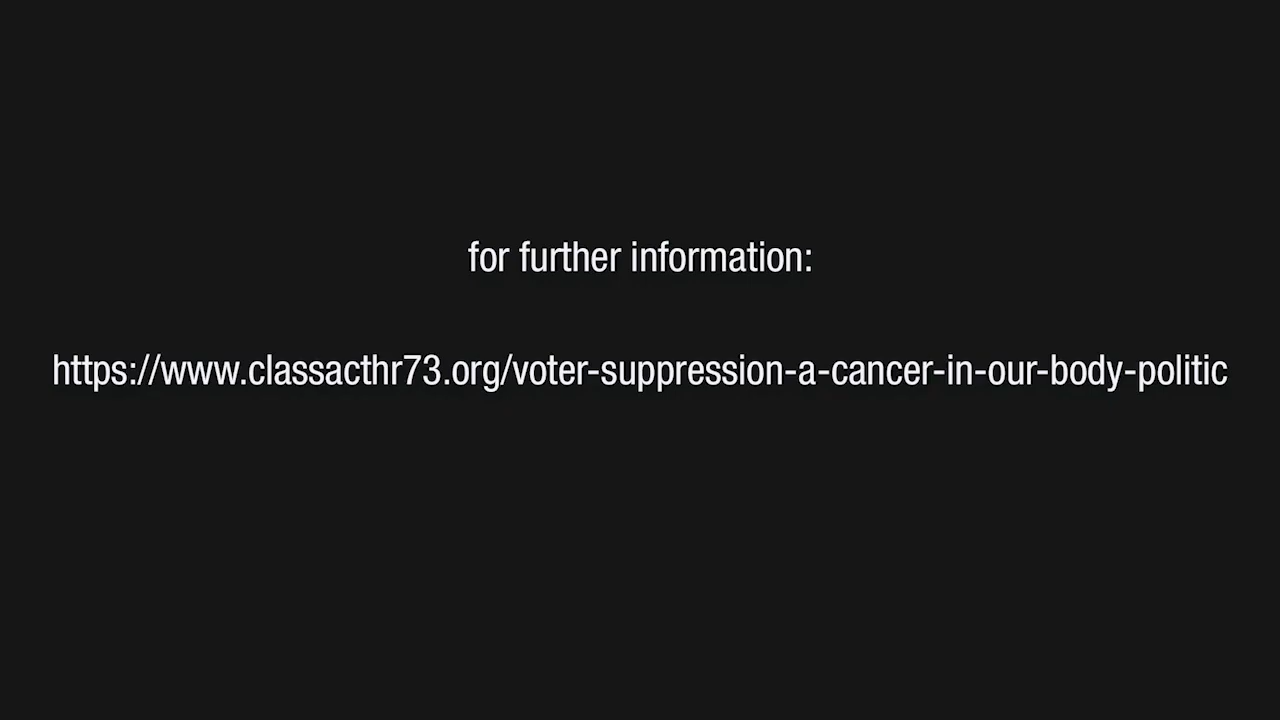 for further information:
https://www.classacthr73.org/voter-suppression-a-cancer-in-our-body-politic